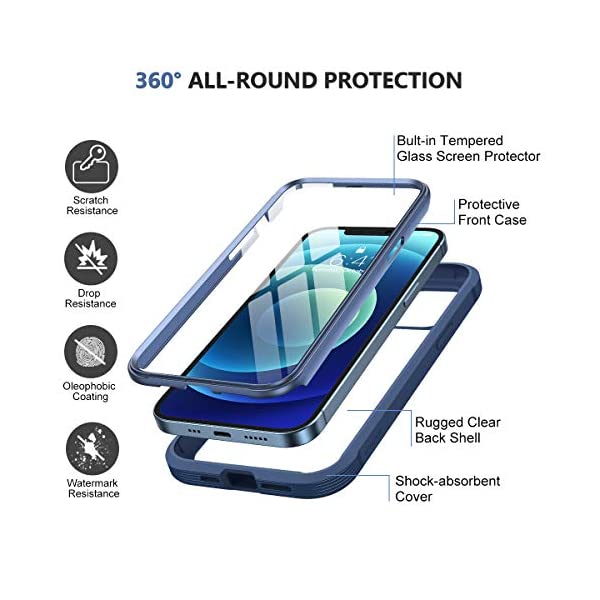 360° ALL-ROUND PROTECTION
Bult-in Tempered
Glass Screen Protector
Protective
Front Case
Scratch
Resistance
Drop
Resistance
Oleophobic
Coating
Watermark
Resistance
Rugged Clear
Back Shell
Shock-absorbent
Cover